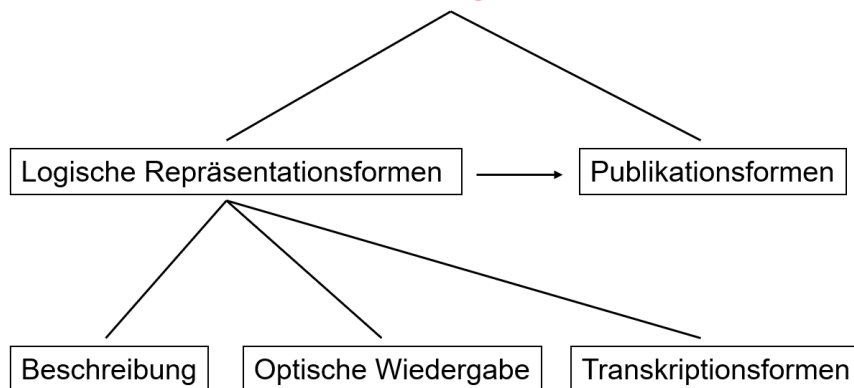 Logische Repräsentationsformen
Publikationsformen
Beschreibung
Optische Wiedergabe
Transkriptionsformen